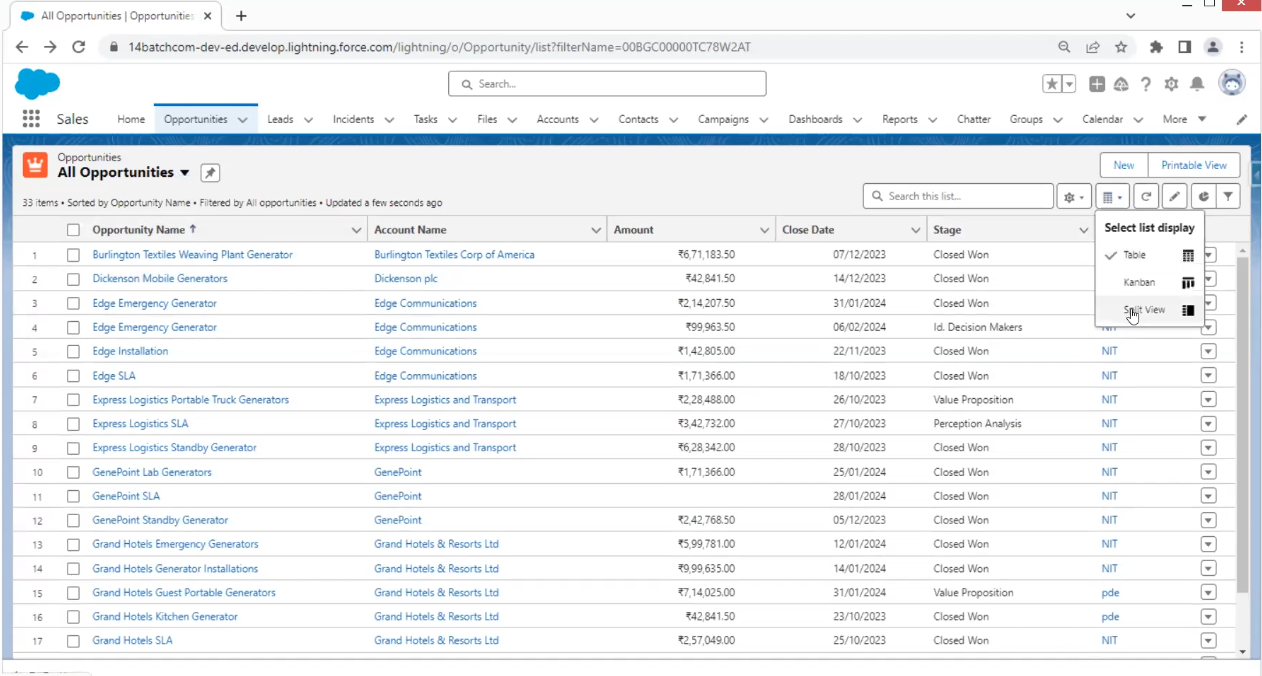 All Opportunities | Opportunities
14batchcom-dev-ed.develop.lightning.force.com/lightning/o/Opportunity/list?filterName=00BGC00000TC78W2AT
Search...
Sales Home Opportunities Leads Incidents Tasks Files Accounts Contacts Campaigns Dashboards Reports Chatter Groups Calendar More
Opportunities
All Opportunities
New Printable View
33 items • Sorted by Opportunity Name • Filtered by All opportunities • Updated a few seconds ago
Search this list...
Select list display
Table
Kanban
Split View
Opportunity Name ↑ Account Name Amount Close Date Stage
1 Burlington Textiles Weaving Plant Generator Burlington Textiles Corp of America ₹6,71,183.50 07/12/2023 Closed Won
2 Dickenson Mobile Generators Dickenson plc ₹42,841.50 14/12/2023 Closed Won
3 Edge Emergency Generator Edge Communications ₹2,14,207.50 31/01/2024 Closed Won
4 Edge Emergency Generator Edge Communications ₹99,963.50 06/02/2024 Id. Decision Makers NIT
5 Edge Installation Edge Communications ₹1,42,805.00 22/11/2023 Closed Won NIT
6 Edge SLA Edge Communications ₹1,71,366.00 18/10/2023 Closed Won NIT
7 Express Logistics Portable Truck Generators Express Logistics and Transport ₹2,28,488.00 26/10/2023 Value Proposition NIT
8 Express Logistics SLA Express Logistics and Transport ₹3,42,732.00 27/10/2023 Perception Analysis NIT
9 Express Logistics Standby Generator Express Logistics and Transport ₹6,28,342.00 28/10/2023 Closed Won NIT
10 GenePoint Lab Generators GenePoint ₹1,71,366.00 25/01/2024 Closed Won NIT
11 GenePoint SLA GenePoint 28/01/2024 Closed Won NIT
12 GenePoint Standby Generator GenePoint ₹2,42,768.50 05/12/2023 Closed Won NIT
13 Grand Hotels Emergency Generators Grand Hotels & Resorts Ltd ₹5,99,781.00 12/01/2024 Closed Won NIT
14 Grand Hotels Generator Installations Grand Hotels & Resorts Ltd ₹9,99,635.00 14/01/2024 Closed Won NIT
15 Grand Hotels Guest Portable Generators Grand Hotels & Resorts Ltd ₹7,14,025.00 31/01/2024 Value Proposition pde
16 Grand Hotels Kitchen Generator Grand Hotels & Resorts Ltd ₹42,841.50 23/10/2023 Closed Won pde
17 Grand Hotels SLA Grand Hotels & Resorts Ltd ₹2,57,049.00 25/10/2023 Closed Won NIT